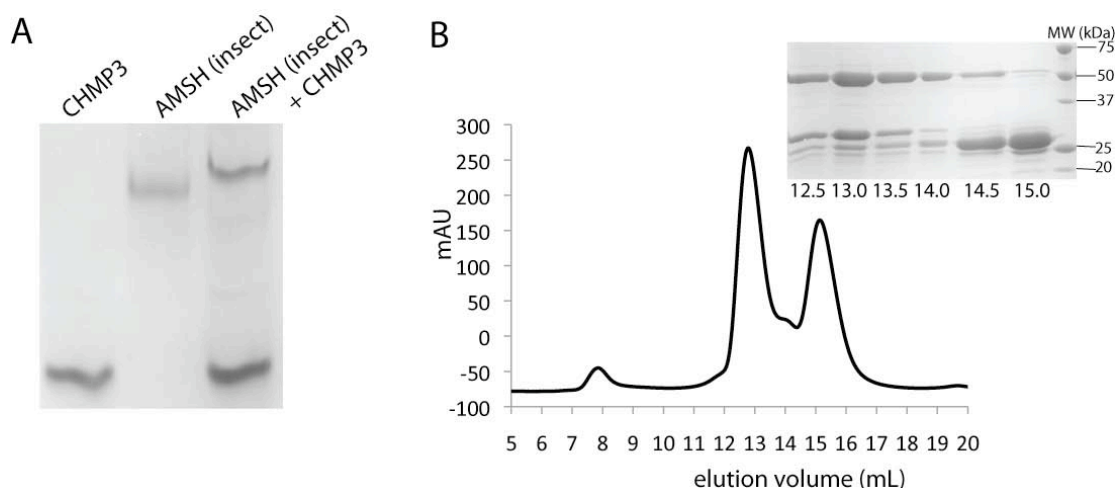 A
CHMP3
AMSH (insect)
AMSH (insect)
+ CHMP3
B
MW (kDa)
75
50
37
25
20
12.5 13.0 13.5 14.0 14.5 15.0
300
250
200
150
100
50
0
-50
-100
mAU
5 6 7 8 9 10 11 12 13 14 15 16 17 18 19 20
elution volume (mL)